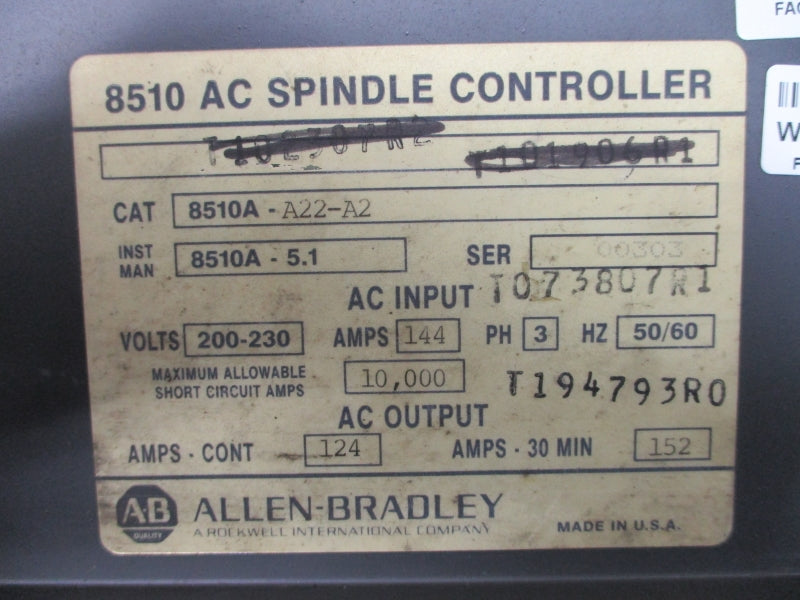 FAC
W
F
8510 AC SPINDLE CONTROLLER
T101906R1
CAT 8510A - A22-A2
INST MAN 8510A - 5.1 SER 00303
AC INPUT T073807R1
VOLTS 200-230 AMPS 144 PH 3 HZ 50/60
MAXIMUM ALLOWABLE
SHORT CIRCUIT AMPS 10,000 T194793R0
AC OUTPUT
AMPS - CONT 124 AMPS - 30 MIN 152
A-B QUALITY ALLEN-BRADLEY
A ROCKWELL INTERNATIONAL COMPANY MADE IN U.S.A.